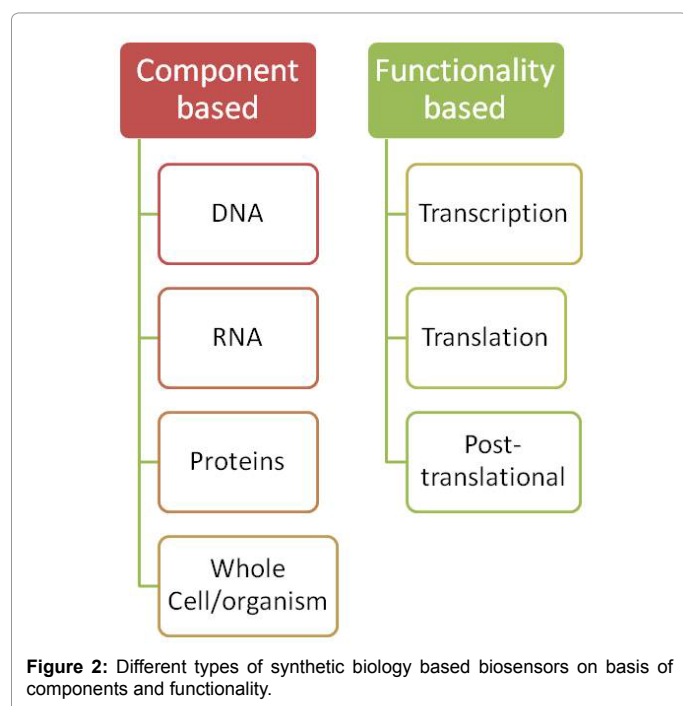 Component
based
DNA
RNA
Proteins
Whole
Cell/organism
Functionality
based
Transcription
Translation
Post-
translational
Figure 2: Different types of synthetic biology based biosensors on basis of
components and functionality.